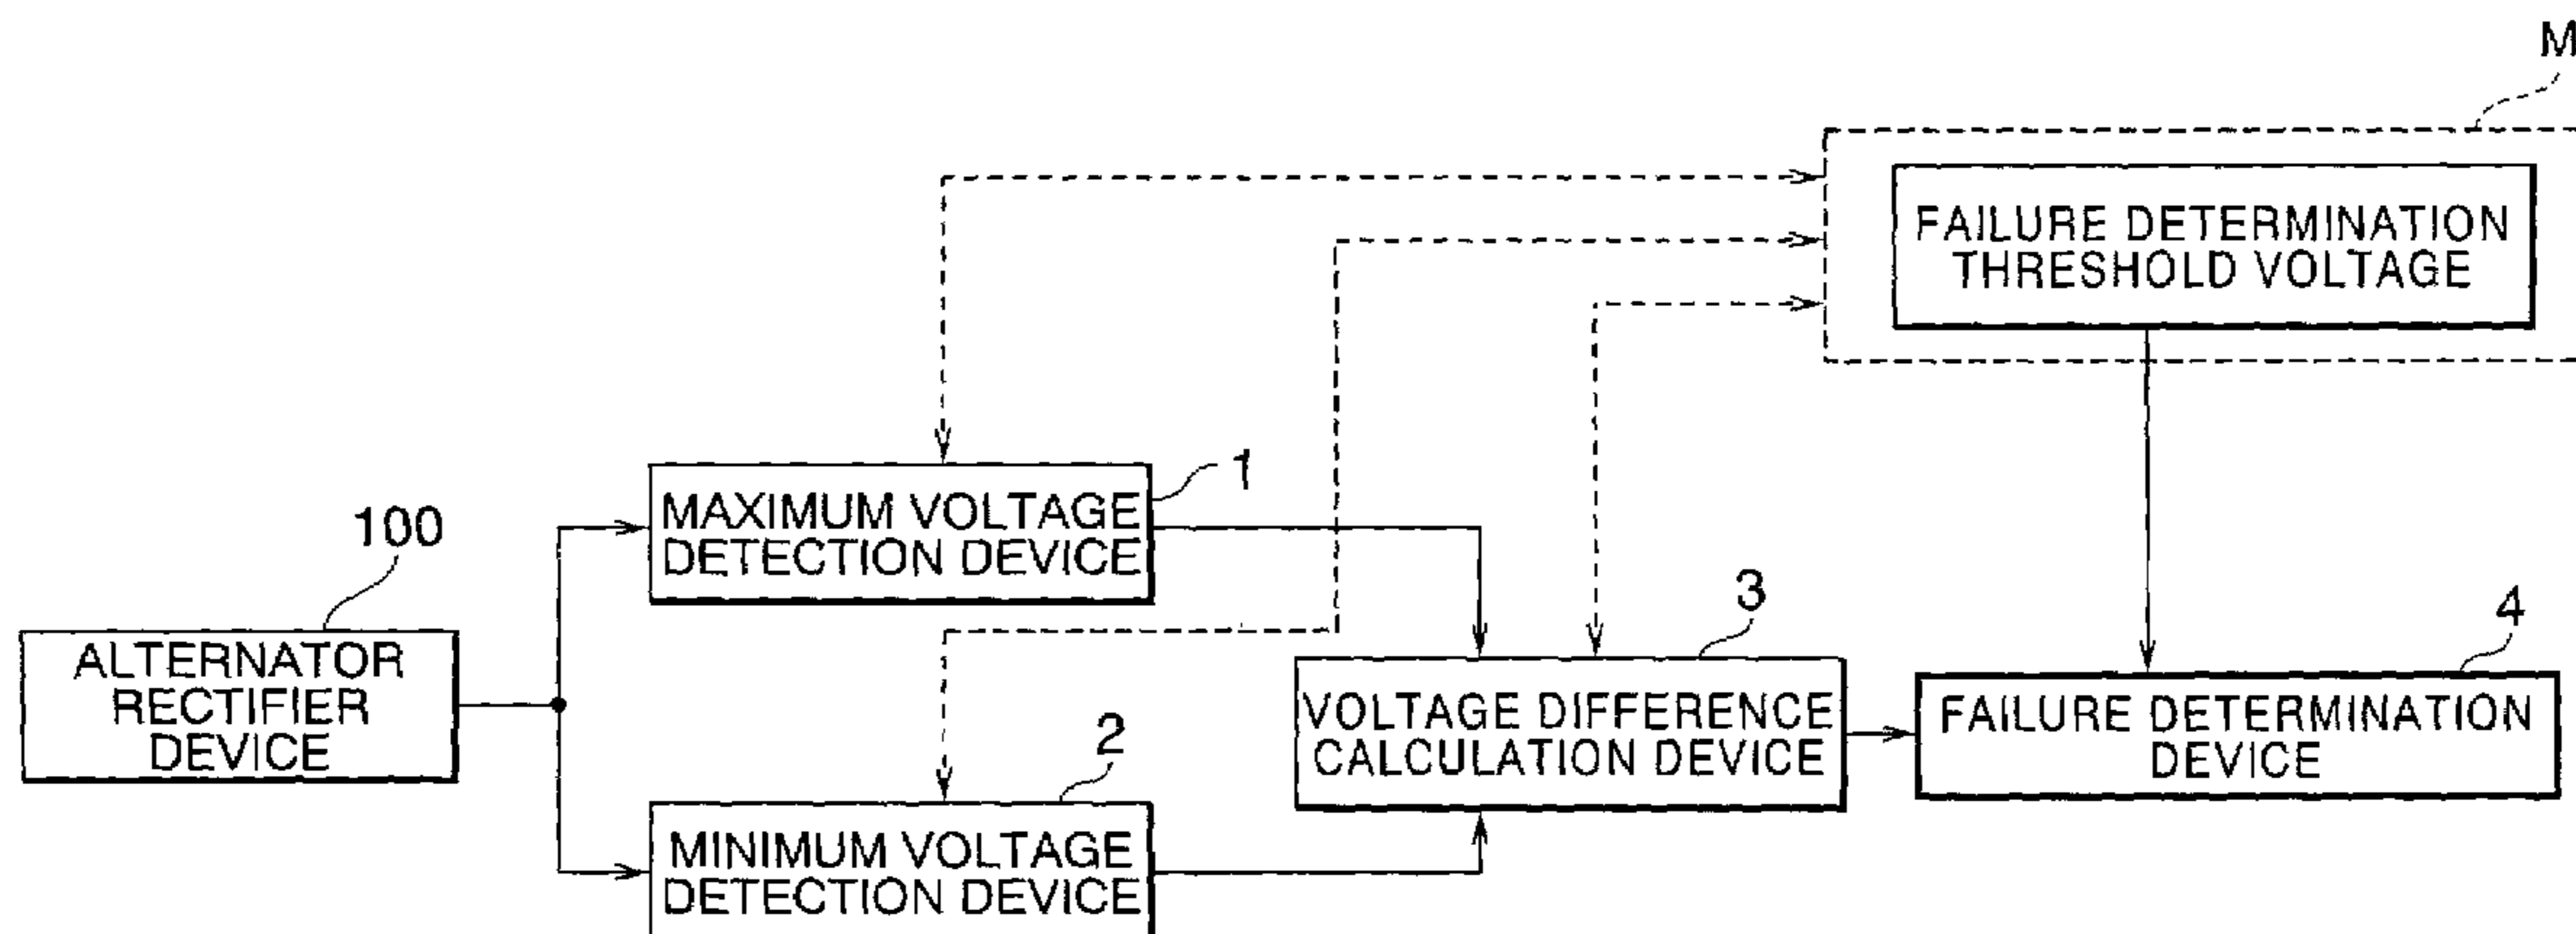 M
FAILURE DETERMINATION
THRESHOLD VOLTAGE
1
MAXIMUM VOLTAGE
DETECTION DEVICE
100
ALTERNATOR
RECTIFIER
DEVICE
2
MINIMUM VOLTAGE
DETECTION DEVICE
3
VOLTAGE DIFFERENCE
CALCULATION DEVICE
4
FAILURE DETERMINATION
DEVICE